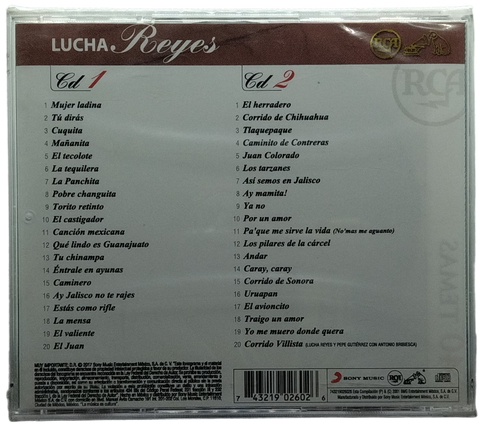 LUCHA Reyes
RCA
RCA
Cd 1
1 Mujer ladina
2 Tú dirás
3 Cuquita
4 Mañanita
5 El tecolote
6 La tequilera
7 La Panchita
8 Pobre changuita
9 Torito retinto
10 El castigador
11 Canción mexicana
12 Qué lindo es Guanajuato
13 Tu chinampa
14 Éntrale en ayunas
15 Caminero
16 Ay Jalisco no te rajes
17 Estás como rifle
18 La mensa
19 El valiente
20 El Juan
Cd 2
1 El herradero
2 Corrido de Chihuahua
3 Tlaquepaque
4 Caminito de Contreras
5 Juan Colorado
6 Los tarzanes
7 Así semos en Jalisco
8 Ay mamita!
9 Ya no
10 Por un amor
11 Pa'que me sirve la vida (No'mas me aguanto)
12 Los pilares de la cárcel
13 Andar
14 Caray, caray
15 Corrido de Sonora
16 Uruapan
17 El avioncito
18 Traigo un amor
19 Yo me muero donde quera
20 Corrido Villista (LUCHA REYES Y PEPE GUTIÉRREZ CON ANTONIO BRIBIESCA)
TEMAS
MUY IMPORTANTE, D.A.
7 43219 02602 6
SONY MUSIC
RCA